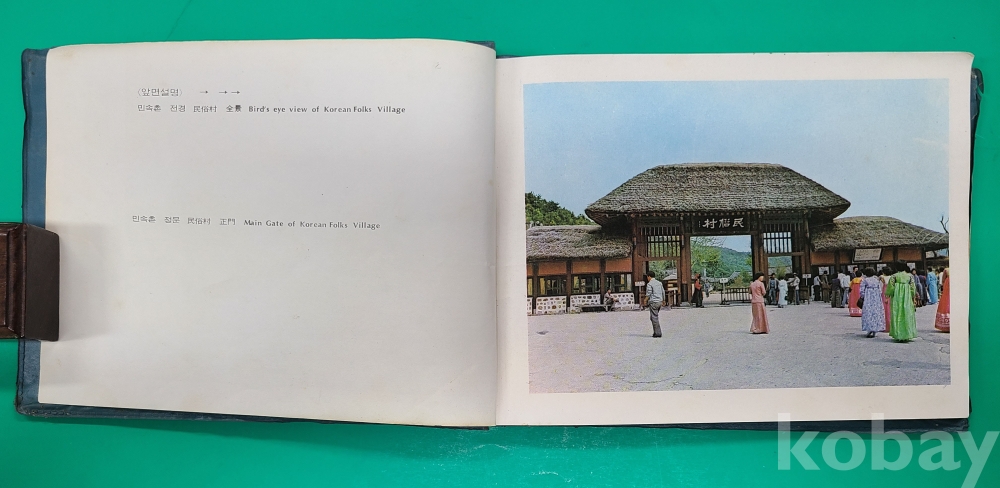 〈앞면설명〉 → → →
민속촌 전경 民俗村 全景 Bird's eye view of Korean Folks Village
민속촌 정문 民俗村 正門 Main Gate of Korean Folks Village
村俗民
kobay